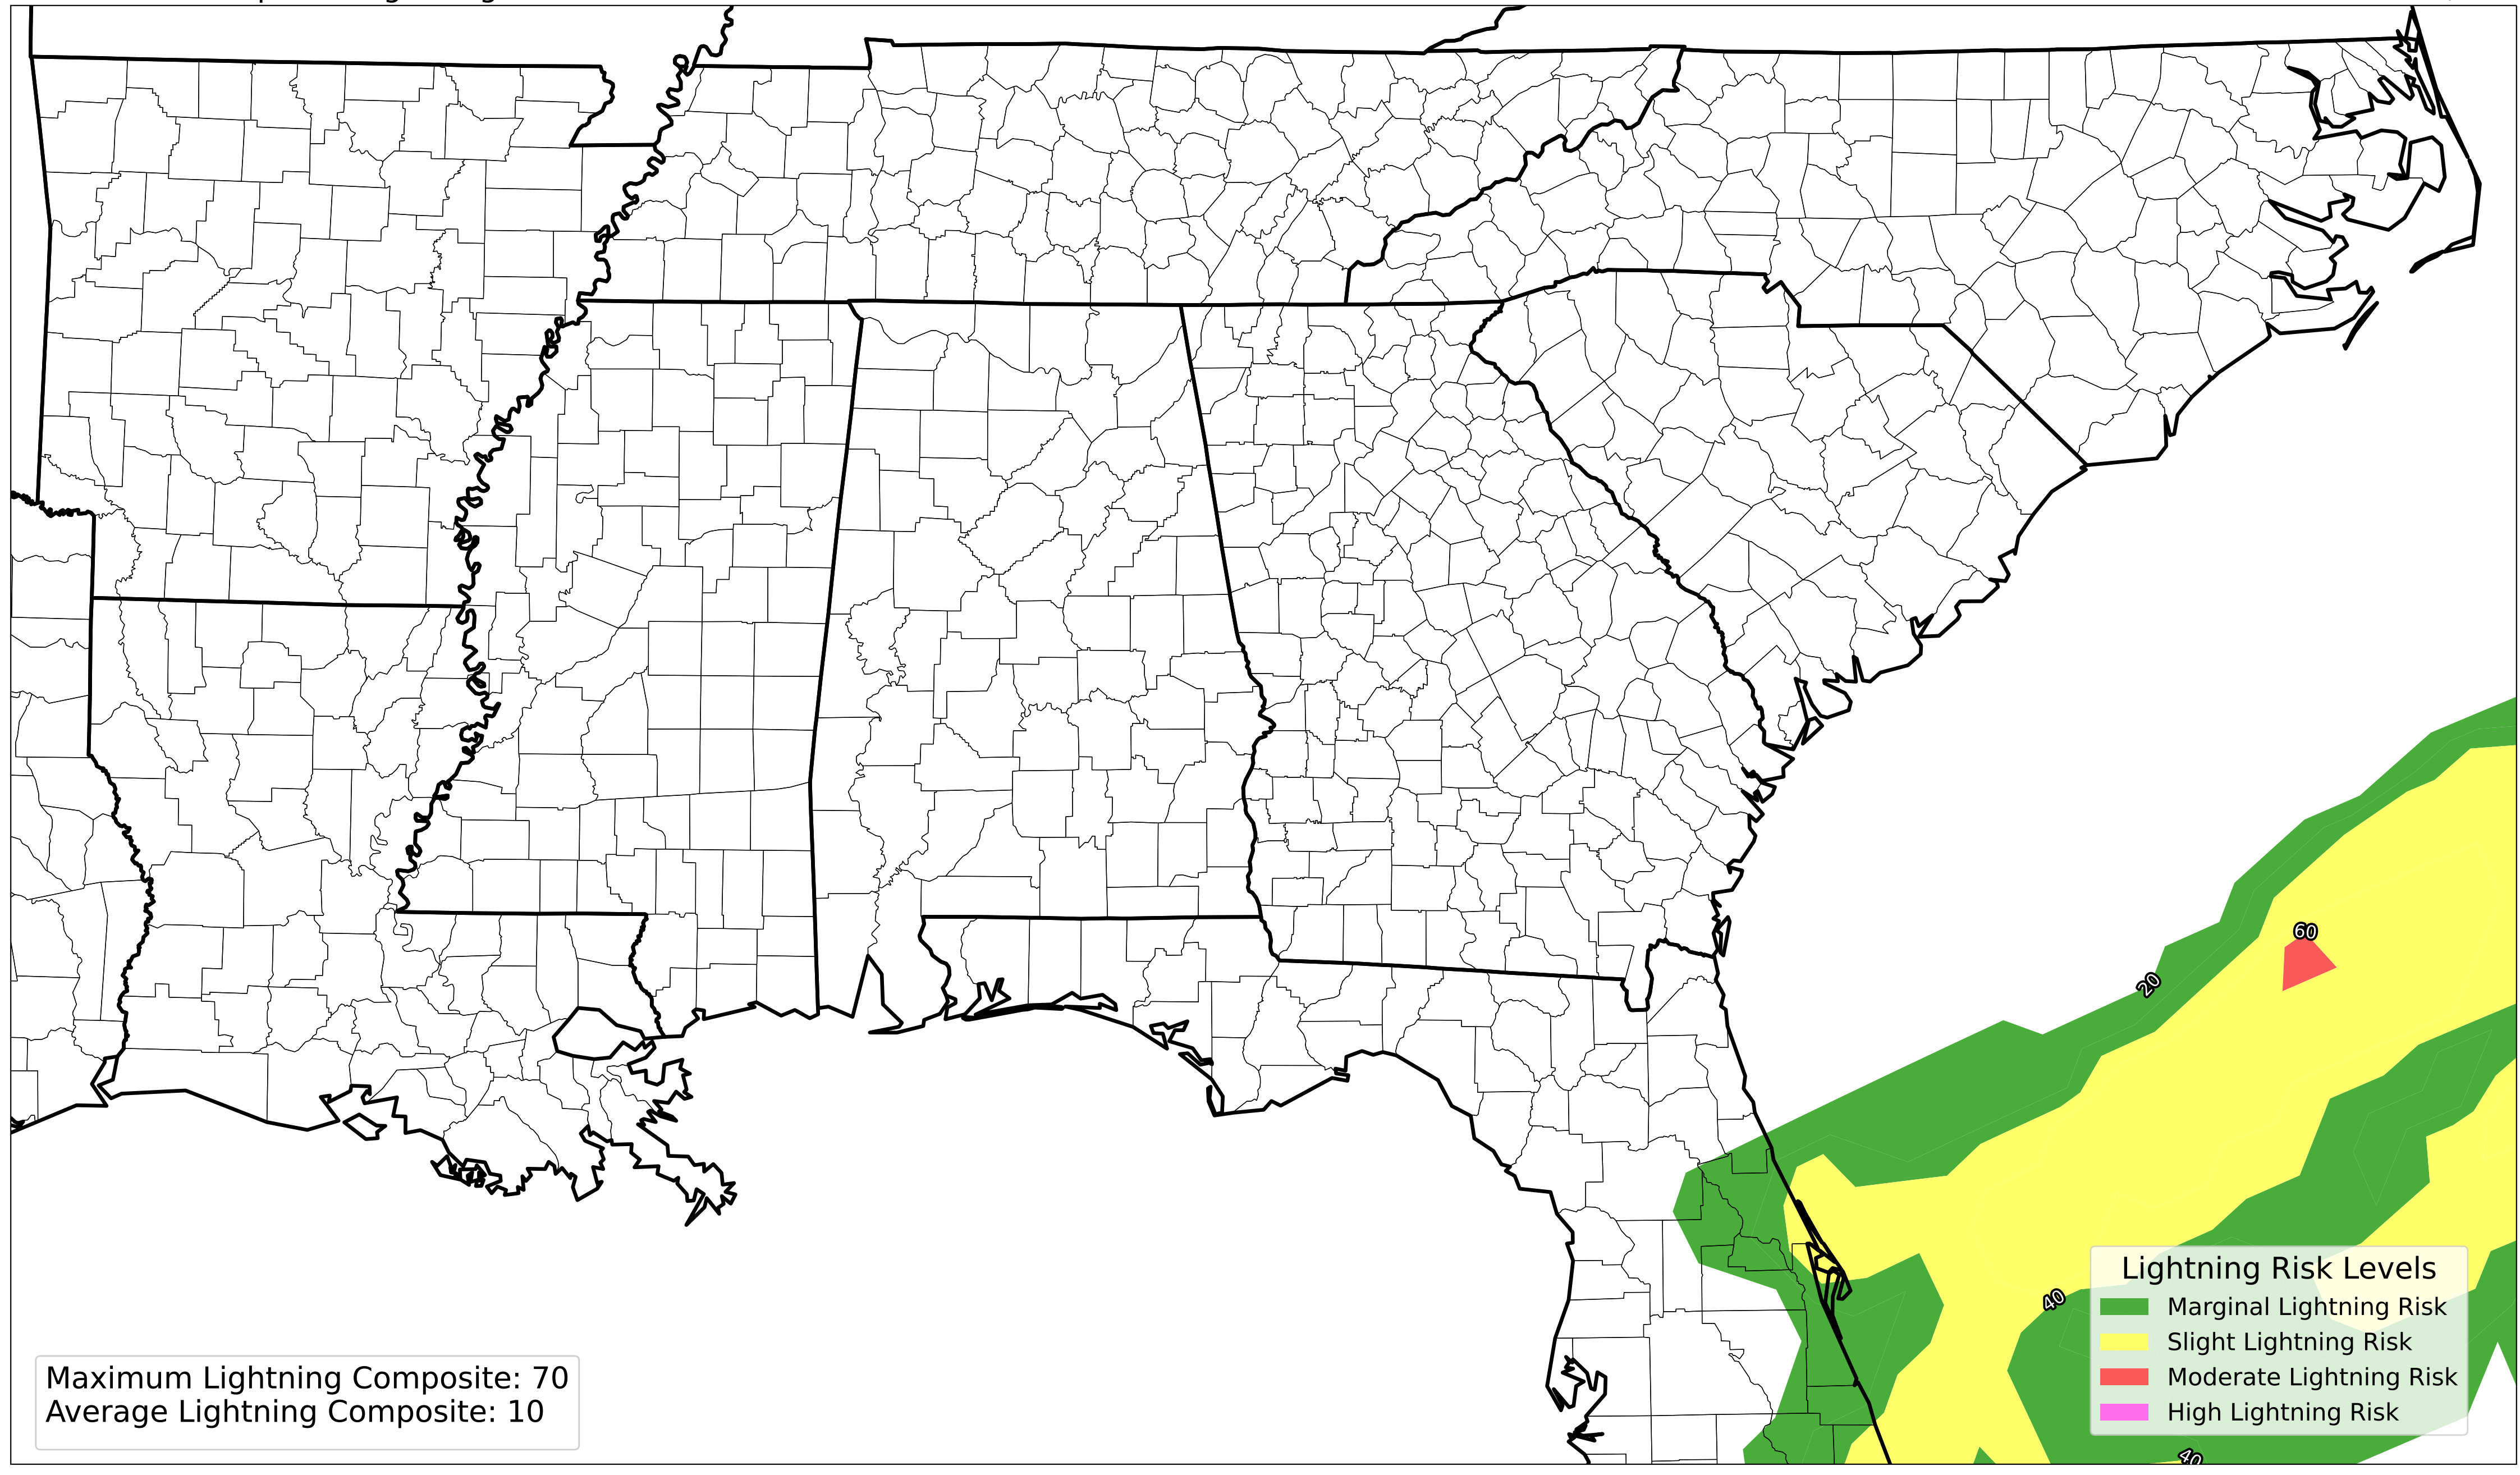 60
20
40
Lightning Risk Levels
Marginal Lightning Risk
Slight Lightning Risk
Moderate Lightning Risk
High Lightning Risk
Maximum Lightning Composite: 70
Average Lightning Composite: 10
40